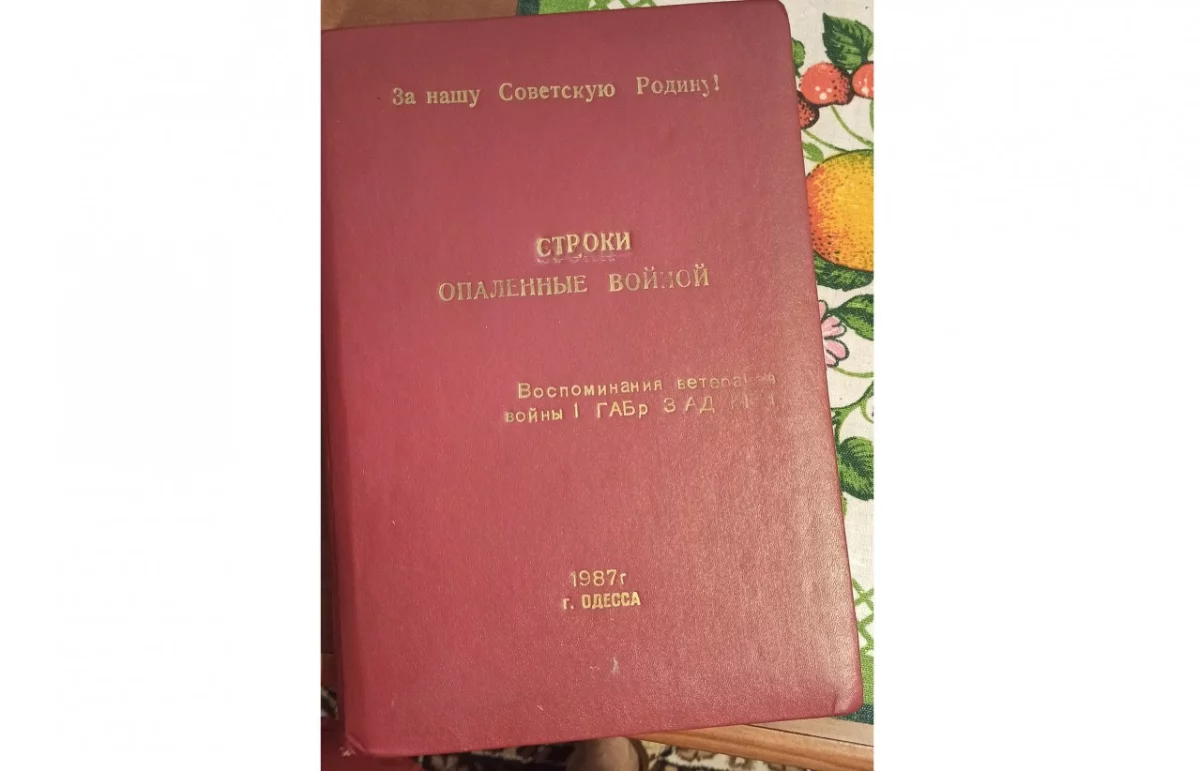 За нашу Советскую Родину!
СТРОКИ
ОПАЛЕННЫЕ ВОЙНОЙ
Воспоминания
войны I ГАБр 3 АД
1987г
г. ОДЕССА